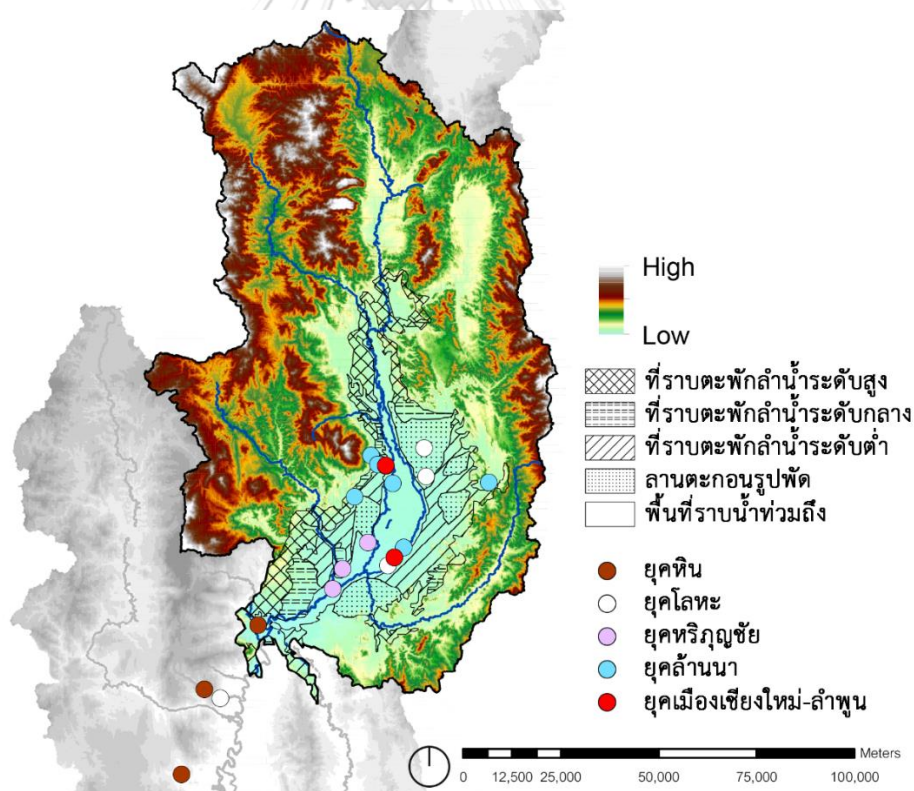 High
Low
ที่ราบตะพักลำน้ำระดับสูง
ที่ราบตะพักลำน้ำระดับกลาง
ที่ราบตะพักลำน้ำระดับต่ำ
ลานตะกอนรูปพัด
พื้นที่ราบน้ำท่วมถึง
ยุคหิน
ยุคโลหะ
ยุคหริภุญชัย
ยุคล้านนา
ยุคเมืองเชียงใหม่-ลำพูน
Meters
0 12,500 25,000 50,000 75,000 100,000